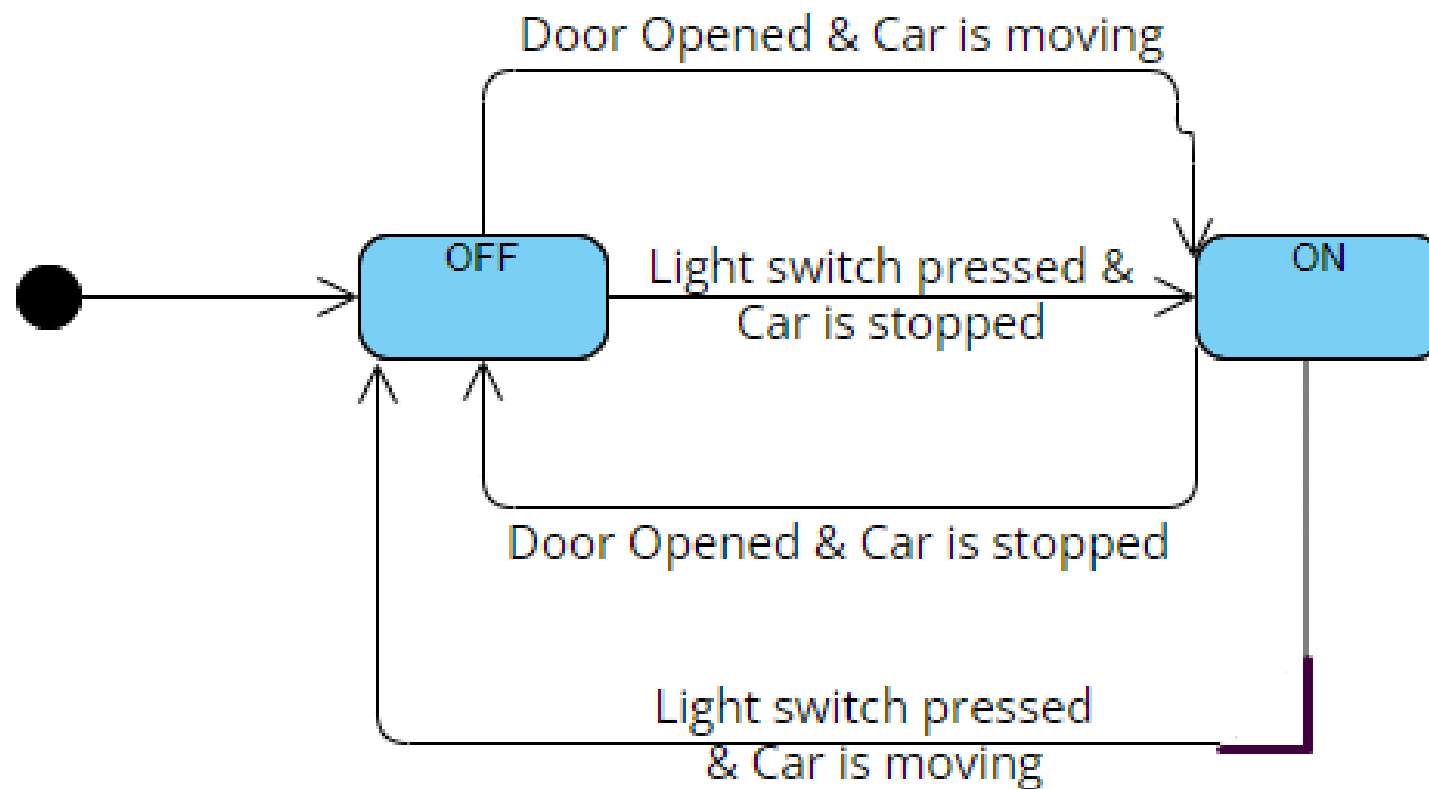 Door Opened & Car is moving
OFF
Light switch pressed &
Car is stopped
ON
Door Opened & Car is stopped
Light switch pressed
& Car is moving